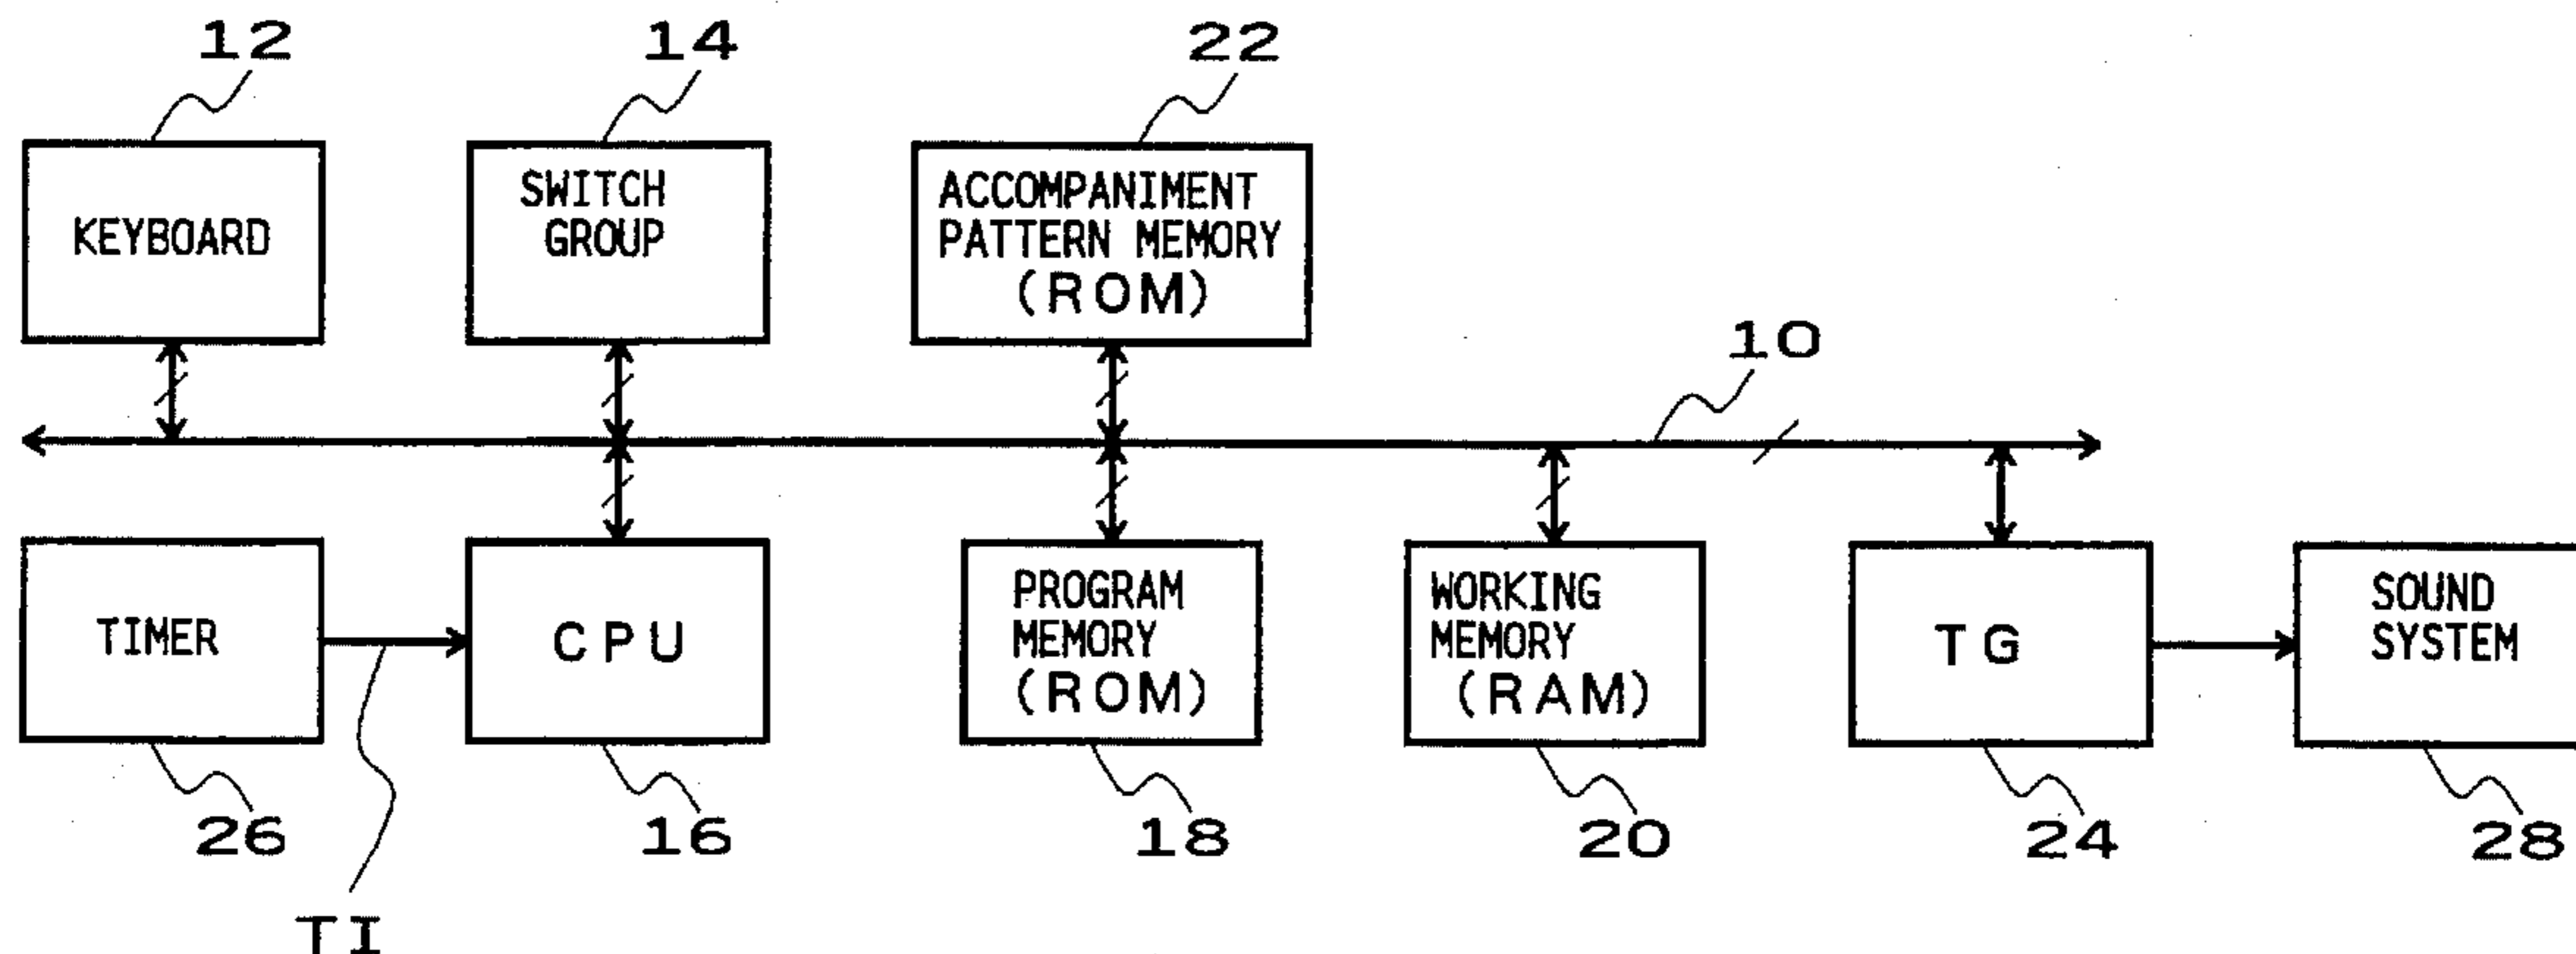 12
14
22
KEYBOARD
SWITCH
GROUP
ACCOMPANIMENT
PATTERN MEMORY
(ROM)
10
TIMER
CPU
PROGRAM
MEMORY
(ROM)
WORKING
MEMORY
(RAM)
TG
SOUND
SYSTEM
26
16
18
20
24
28
TI